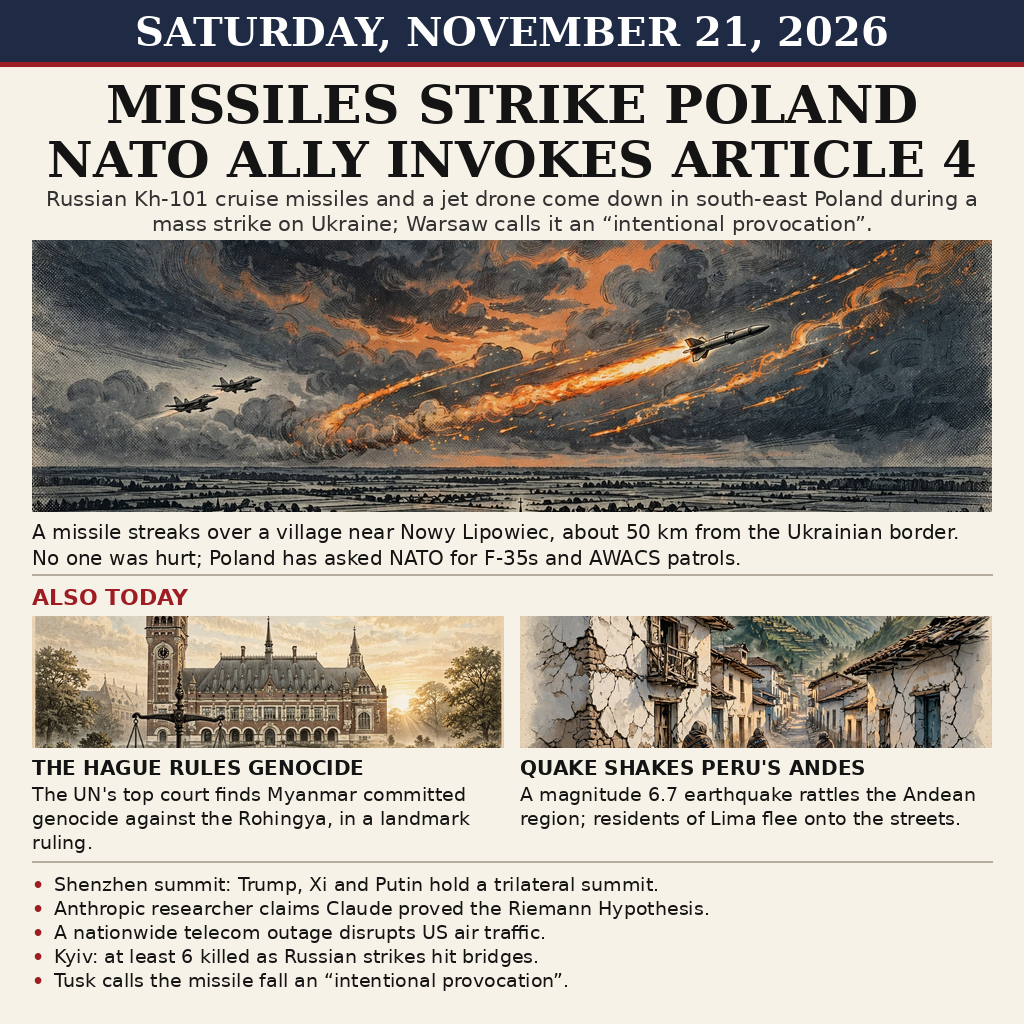 SATURDAY, NOVEMBER 21, 2026
MISSILES STRIKE POLAND
NATO ALLY INVOKES ARTICLE 4
Russian Kh-101 cruise missiles and a jet drone come down in south-east Poland during a
mass strike on Ukraine; Warsaw calls it an “intentional provocation”.
A missile streaks over a village near Nowy Lipowiec, about 50 km from the Ukrainian border.
No one was hurt; Poland has asked NATO for F-35s and AWACS patrols.
ALSO TODAY
THE HAGUE RULES GENOCIDE
The UN's top court finds Myanmar committed
genocide against the Rohingya, in a landmark
ruling.
QUAKE SHAKES PERU'S ANDES
A magnitude 6.7 earthquake rattles the Andean
region; residents of Lima flee onto the streets.
• Shenzhen summit: Trump, Xi and Putin hold a trilateral summit.
• Anthropic researcher claims Claude proved the Riemann Hypothesis.
• A nationwide telecom outage disrupts US air traffic.
• Kyiv: at least 6 killed as Russian strikes hit bridges.
• Tusk calls the missile fall an “intentional provocation”.